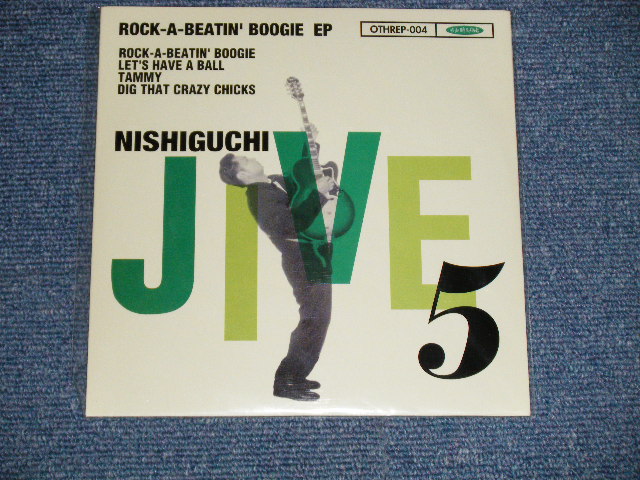 ROCK-A-BEATIN' BOOGIE EP
OTHREP-004
ROCK-A-BEATIN' BOOGIE
LET'S HAVE A BALL
TAMMY
DIG THAT CRAZY CHICKS
NISHIGUCHI
JIVE
5